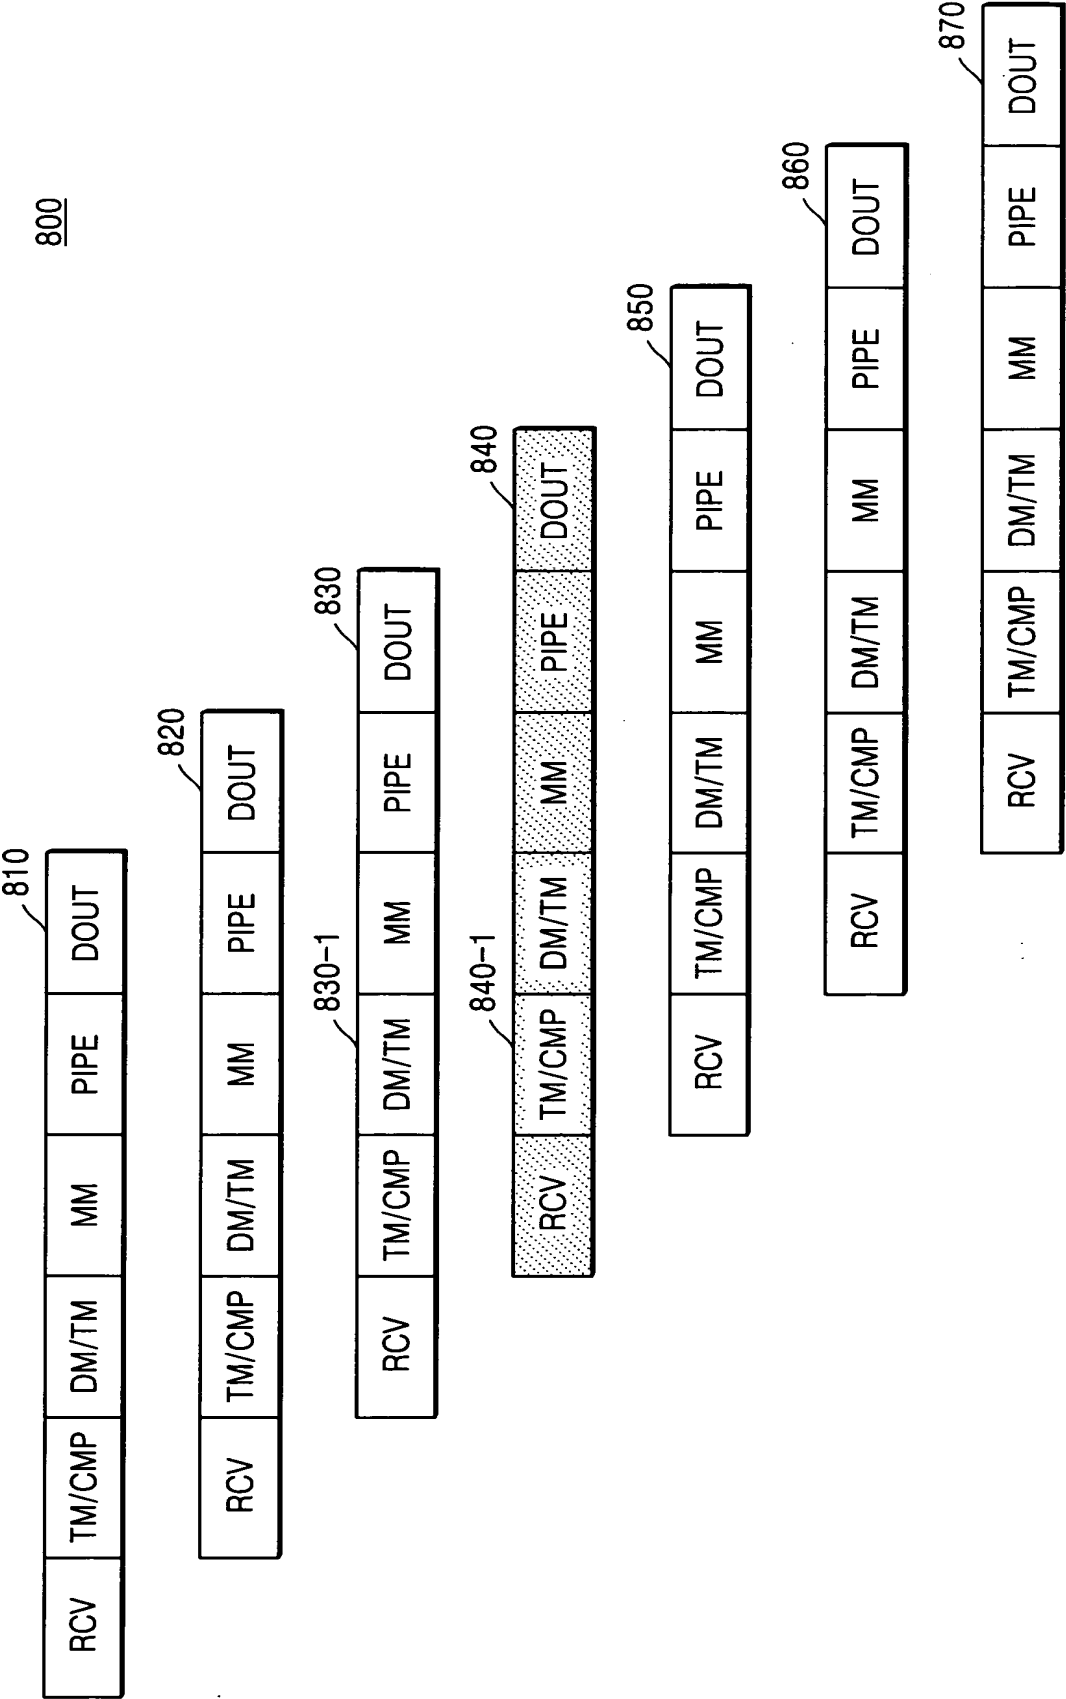 800
810
RCV TM/CMP DM/TM MM PIPE DOUT
820
RCV TM/CMP DM/TM MM PIPE DOUT
830-1 830
RCV TM/CMP DM/TM MM PIPE DOUT
840-1 840
RCV TM/CMP DM/TM MM PIPE DOUT
850
RCV TM/CMP DM/TM MM PIPE DOUT
860
RCV TM/CMP DM/TM MM PIPE DOUT
870
RCV TM/CMP DM/TM MM PIPE DOUT